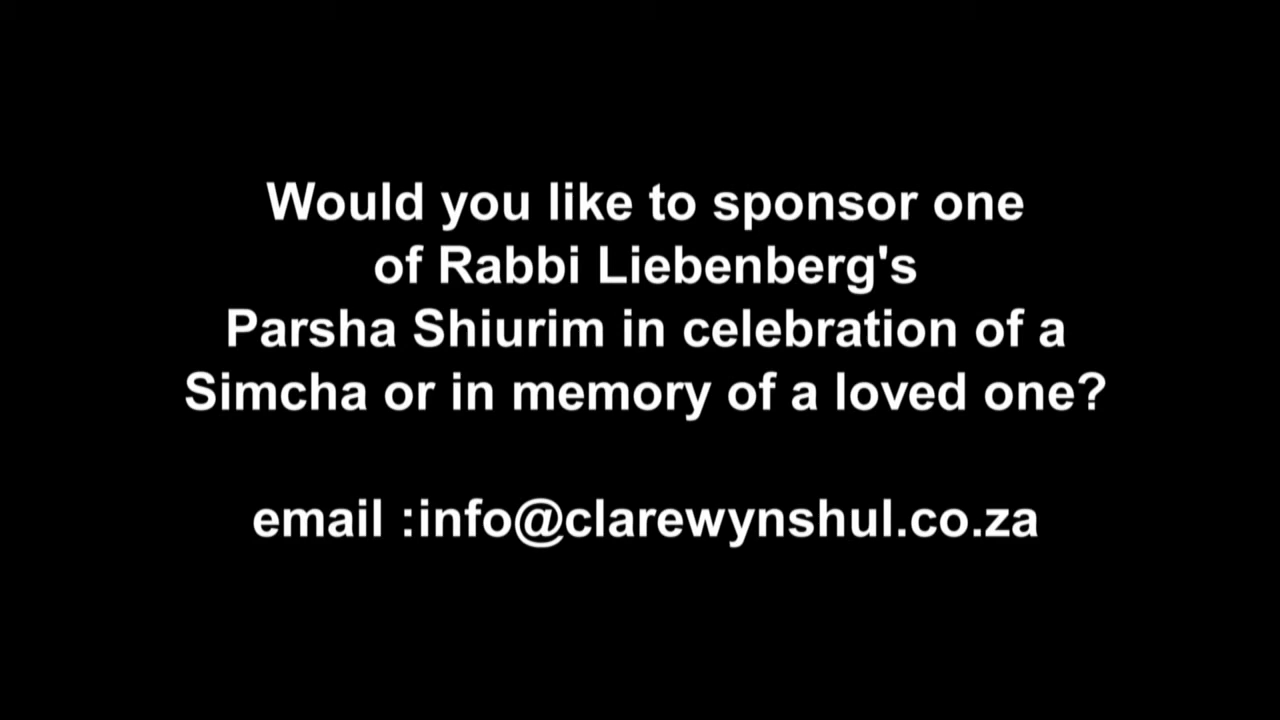 Would you like to sponsor one
of Rabbi Liebenberg's
Parsha Shiurim in celebration of a
Simcha or in memory of a loved one?
email :info@clarewynshul.co.za